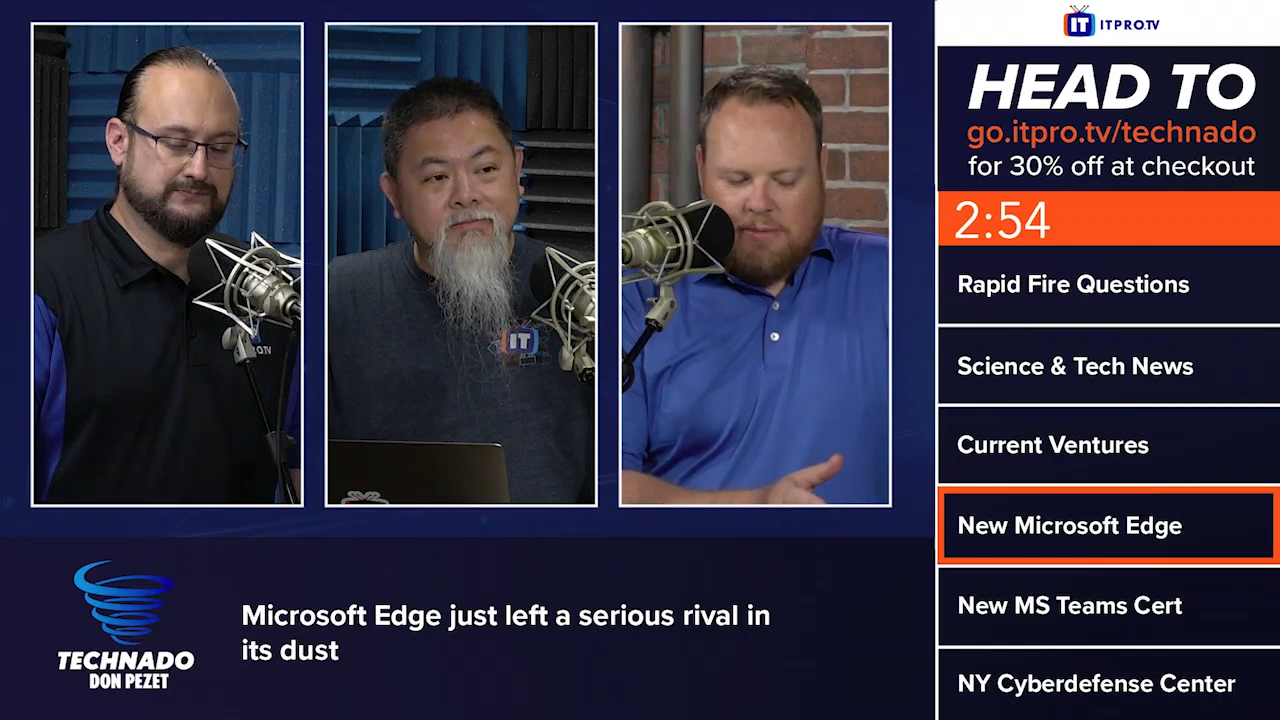 ITPRO.TV
HEAD TO
go.itpro.tv/technado
for 30% off at checkout
2:54
Rapid Fire Questions
Science & Tech News
Current Ventures
New Microsoft Edge
New MS Teams Cert
NY Cyberdefense Center
IT
Microsoft Edge just left a serious rival in
its dust
TECHNADO
DON PEZET